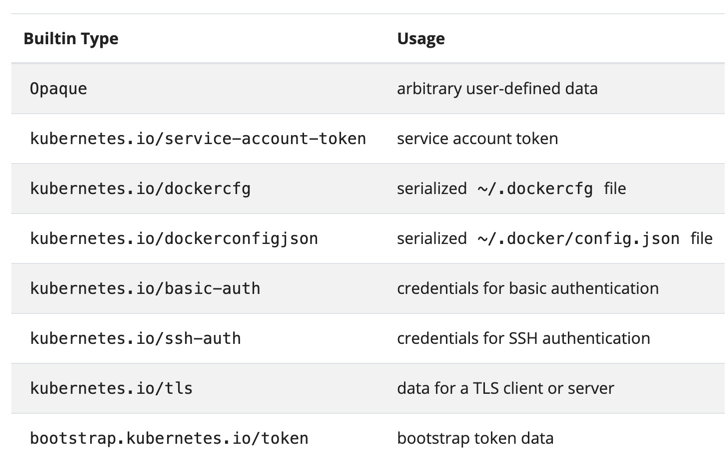 Builtin Type Usage
Opaque arbitrary user-defined data
kubernetes.io/service-account-token service account token
kubernetes.io/dockercfg serialized ~/.dockercfg file
kubernetes.io/dockerconfigjson serialized ~/.docker/config.json file
kubernetes.io/basic-auth credentials for basic authentication
kubernetes.io/ssh-auth credentials for SSH authentication
kubernetes.io/tls data for a TLS client or server
bootstrap.kubernetes.io/token bootstrap token data